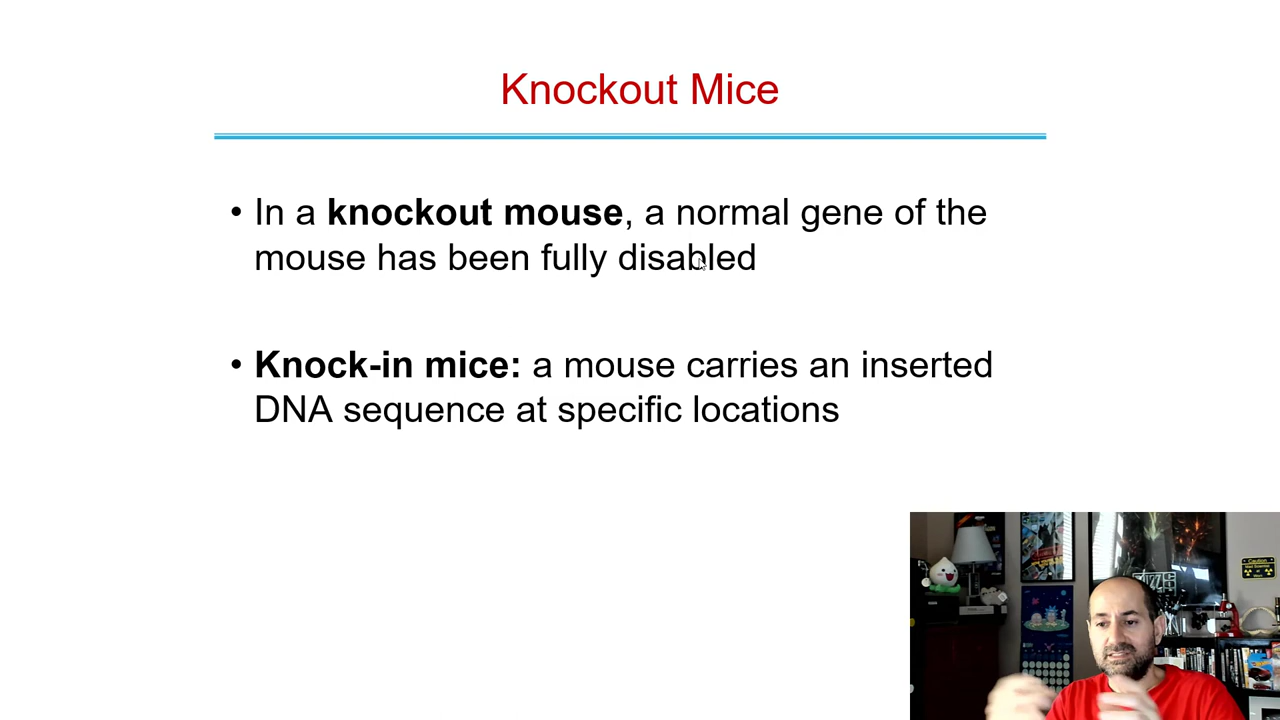 Knockout Mice
• In a knockout mouse, a normal gene of the
mouse has been fully disabled
• Knock-in mice: a mouse carries an inserted
DNA sequence at specific locations
Caution